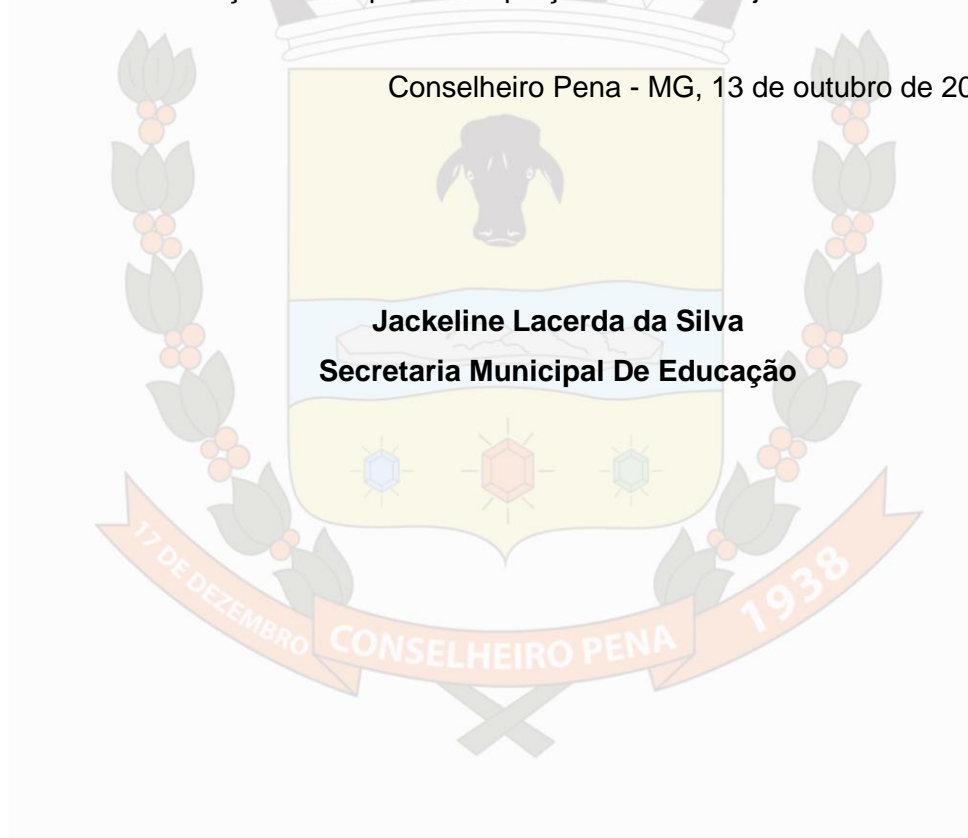 Conselheiro Pena - MG, 13 de outubro de 20
Jackeline Lacerda da Silva
Secretaria Municipal De Educação
17 DE DEZEMBRO
CONSELHEIRO PENA
1938